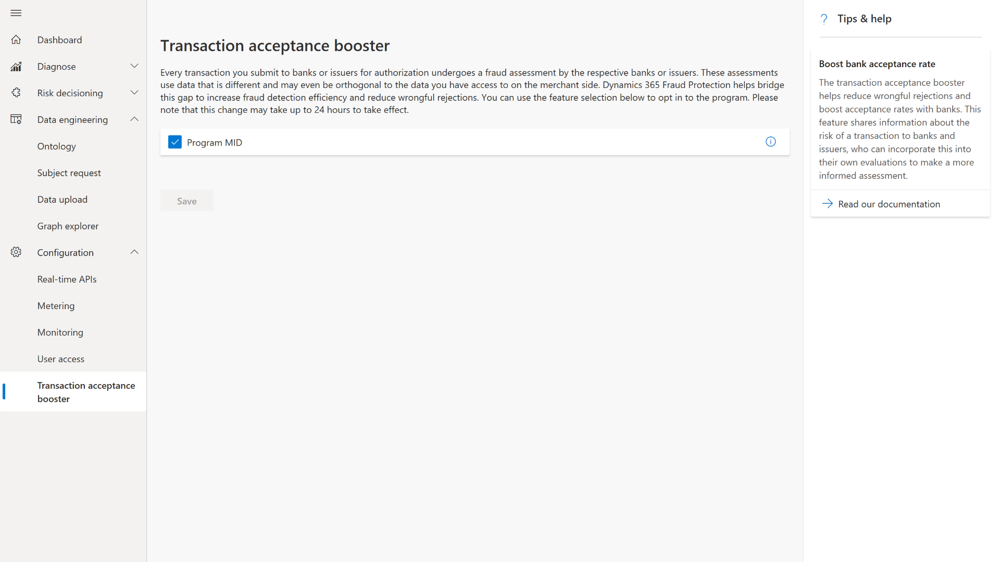 Dashboard
Diagnose
Risk decisioning
Data engineering
Ontology
Subject request
Data upload
Graph explorer
Configuration
Real-time APIs
Metering
Monitoring
User access
Transaction acceptance
booster
Transaction acceptance booster
Every transaction you submit to banks or issuers for authorization undergoes a fraud assessment by the respective banks or issuers. These assessments
use data that is different and may even be orthogonal to the data you have access to on the merchant side. Dynamics 365 Fraud Protection helps bridge
this gap to increase fraud detection efficiency and reduce wrongful rejections. You can use the feature selection below to opt in to the program. Please
note that this change may take up to 24 hours to take effect.
Program MID
Save
Tips & help
Boost bank acceptance rate
The transaction acceptance booster
helps reduce wrongful rejections and
boost acceptance rates with banks. This
feature shares information about the
risk of a transaction to banks and
issuers, who can incorporate this into
their own evaluations to make a more
informed assessment.
Read our documentation